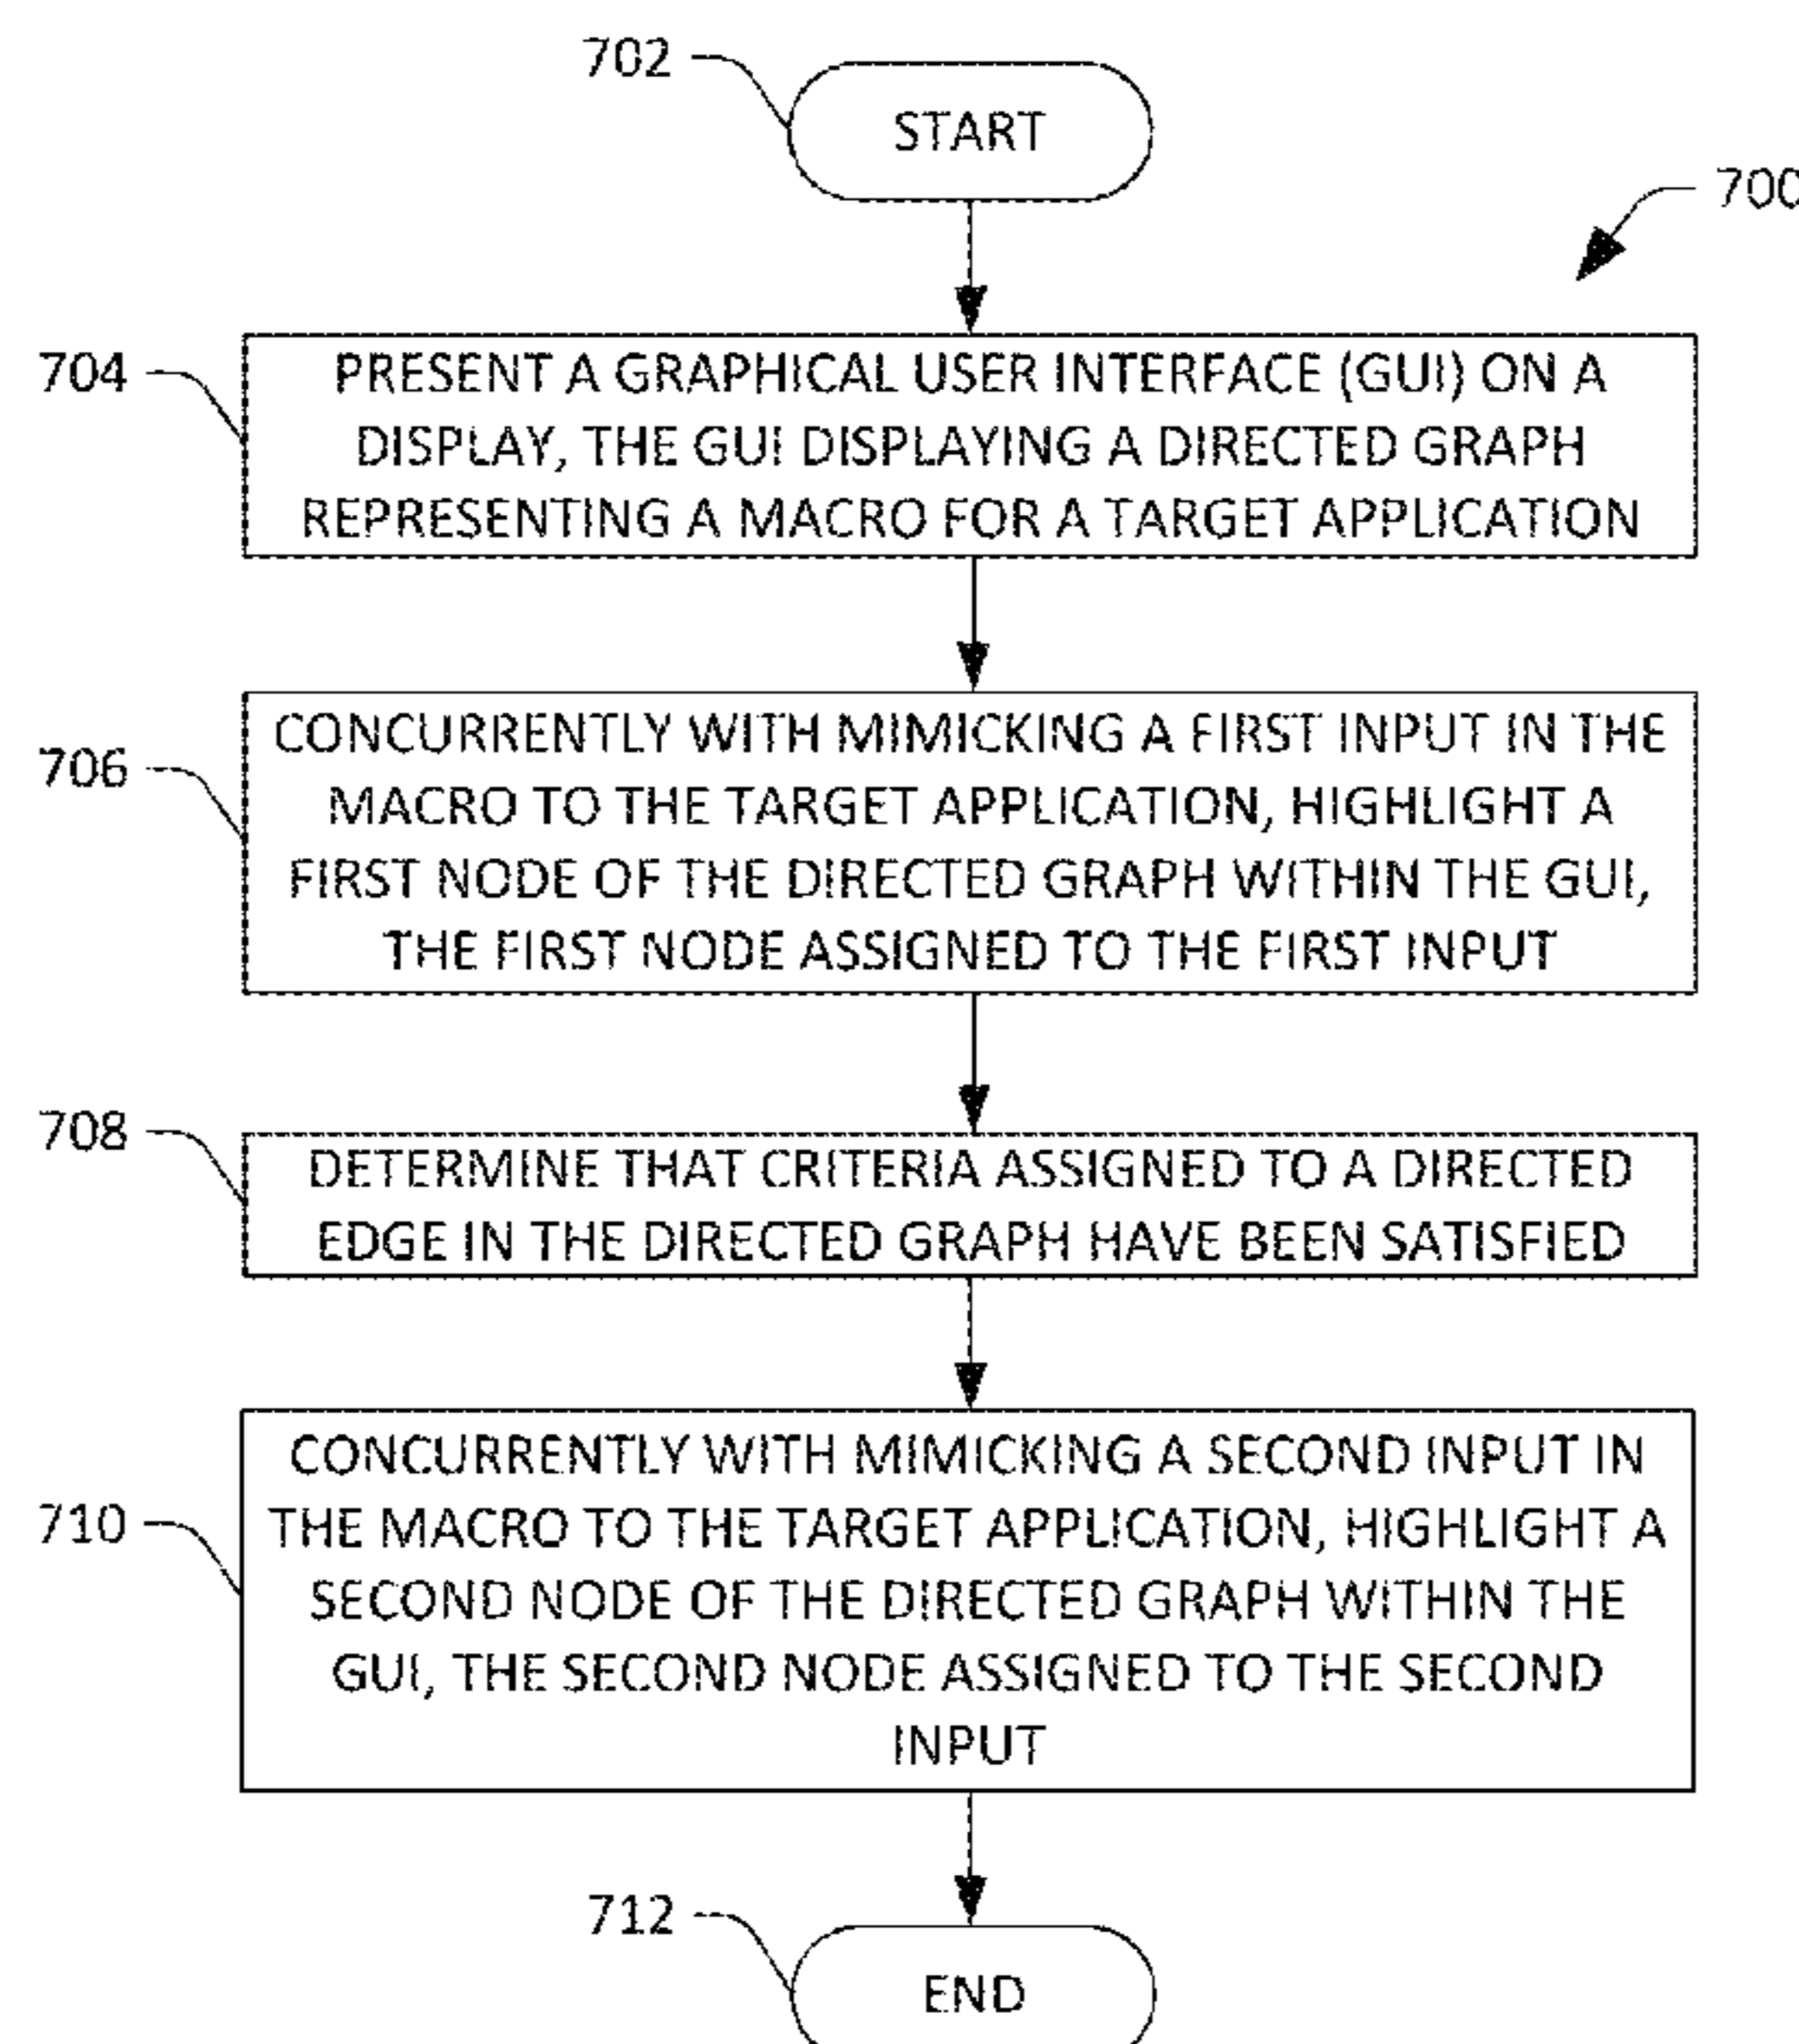 702
START
700
704
PRESENT A GRAPHICAL USER INTERFACE (GUI) ON A
DISPLAY, THE GUI DISPLAYING A DIRECTED GRAPH
REPRESENTING A MACRO FOR A TARGET APPLICATION
706
CONCURRENTLY WITH MIMICKING A FIRST INPUT IN THE
MACRO TO THE TARGET APPLICATION, HIGHLIGHT A
FIRST NODE OF THE DIRECTED GRAPH WITHIN THE GUI,
THE FIRST NODE ASSIGNED TO THE FIRST INPUT
708
DETERMINE THAT CRITERIA ASSIGNED TO A DIRECTED
EDGE IN THE DIRECTED GRAPH HAVE BEEN SATISFIED
710
CONCURRENTLY WITH MIMICKING A SECOND INPUT IN
THE MACRO TO THE TARGET APPLICATION, HIGHLIGHT A
SECOND NODE OF THE DIRECTED GRAPH WITHIN THE
GUI, THE SECOND NODE ASSIGNED TO THE SECOND
INPUT
712
END